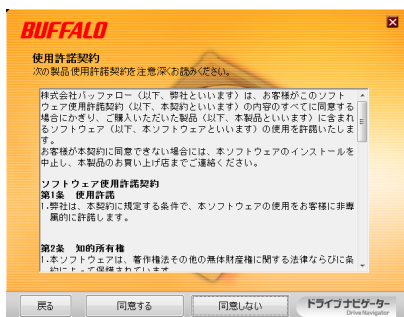 BUFFALO
使用許諾契約
次の製品使用許諾契約を注意深くお読みください。
株式会社バッファロー（以下、弊社といいます）は、お客様がこのソフト
ウェア使用許諾契約（以下、本契約といいます）の内容のすべてに同意する
場合にかぎり、ご購入いただいた製品（以下、本製品といいます）に含まれ
るソフトウェア（以下、本ソフトウェアといいます）の使用を許諾いたしま
す。
お客様が本契約に同意できない場合には、本ソフトウェアのインストールを
中止し、本製品のお買い上げ店までご連絡ください。
ソフトウェア使用許諾契約
第1条　使用許諾
1.弊社は、本契約に規定する条件で、本ソフトウェアの使用をお客様に非専
属的に許諾します。
第2条　知的所有権
1.本ソフトウェアは、著作権法その他の無体財産権に関する法律ならびに条
約によって保護されています
戻る
同意する
同意しない
ドライブナビゲーター
Drive Navigator